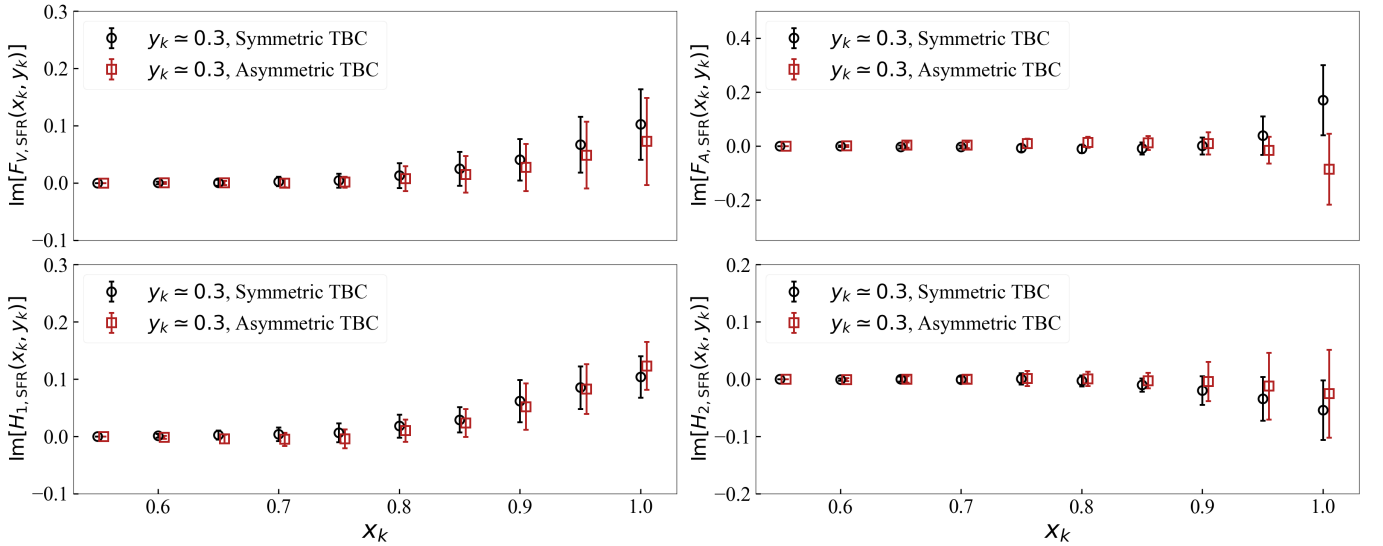 0.3
0.2
0.1
0.0
−0.1
Im[F_{V, SFR}(x_k, y_k)]
y_k ≃ 0.3, Symmetric TBC
y_k ≃ 0.3, Asymmetric TBC
0.4
0.2
0.0
−0.2
Im[F_{A, SFR}(x_k, y_k)]
y_k ≃ 0.3, Symmetric TBC
y_k ≃ 0.3, Asymmetric TBC
0.3
0.2
0.1
0.0
−0.1
Im[H_{1, SFR}(x_k, y_k)]
y_k ≃ 0.3, Symmetric TBC
y_k ≃ 0.3, Asymmetric TBC
0.6 0.7 0.8 0.9 1.0
x_k
0.2
0.1
0.0
−0.1
−0.2
Im[H_{2, SFR}(x_k, y_k)]
y_k ≃ 0.3, Symmetric TBC
y_k ≃ 0.3, Asymmetric TBC
0.6 0.7 0.8 0.9 1.0
x_k